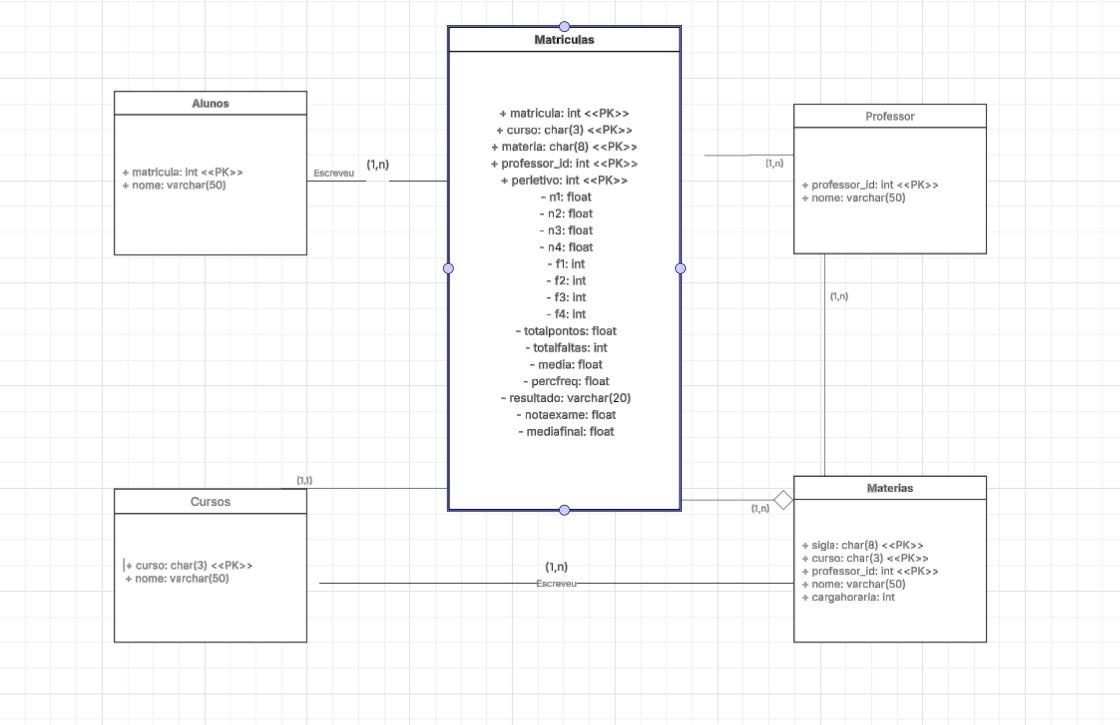 Matriculas
+ matricula: int <<PK>>
+ curso: char(3) <<PK>>
+ materia: char(8) <<PK>>
+ professor_id: int <<PK>>
+ perletivo: int <<PK>>
- n1: float
- n2: float
- n3: float
- n4: float
- f1: int
- f2: int
- f3: int
- f4: int
- totalpontos: float
- totalfaltas: int
- media: float
- percfreq: float
- resultado: varchar(20)
- notaexame: float
- mediafinal: float
Alunos
+ matricula: int <<PK>>
+ nome: varchar(50)
Escreveu
(1,n)
Professor
+ professor_id: int <<PK>>
+ nome: varchar(50)
(1,n)
(1,n)
Cursos
+ curso: char(3) <<PK>>
+ nome: varchar(50)
(1,1)
(1,n)
Escreveu
(1,n)
Materias
+ sigla: char(8) <<PK>>
+ curso: char(3) <<PK>>
+ professor_id: int <<PK>>
+ nome: varchar(50)
+ cargahoraria: int